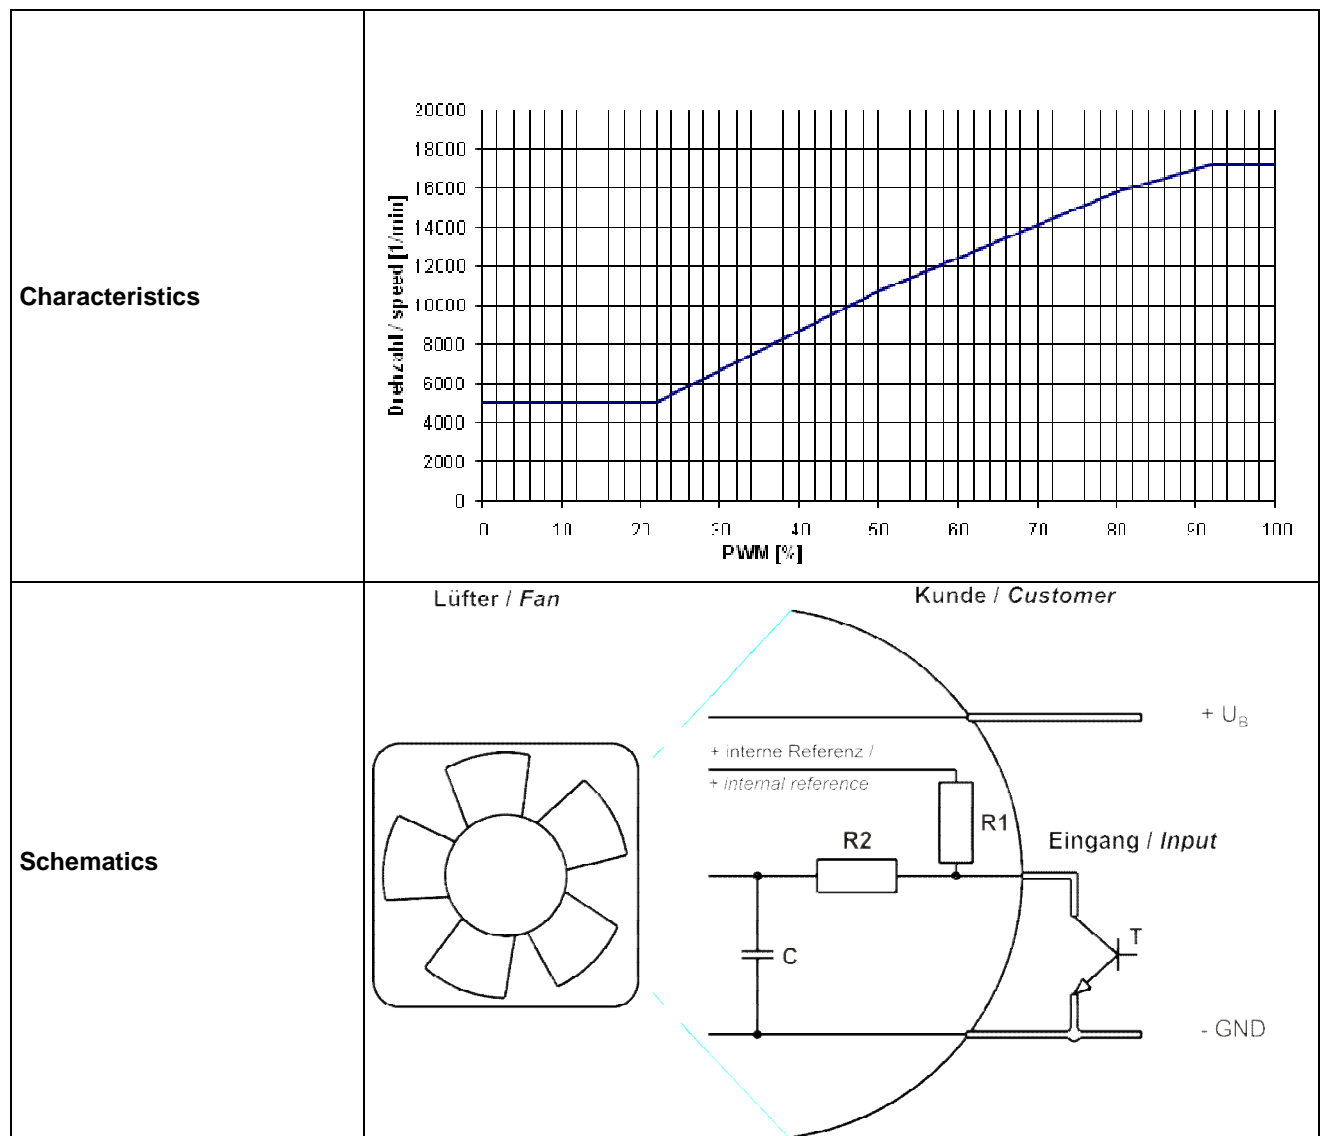 Characteristics
20000
18000
16000
14000
12000
10000
8000
6000
4000
2000
0
Drehzahl / speed [1/min]
0 10 20 30 40 50 60 70 80 90 100
PWM [%]
Schematics
Lüfter / Fan
Kunde / Customer
+ U_B
+ interne Referenz /
+ internal reference
R1
R2
Eingang / Input
T
C
- GND